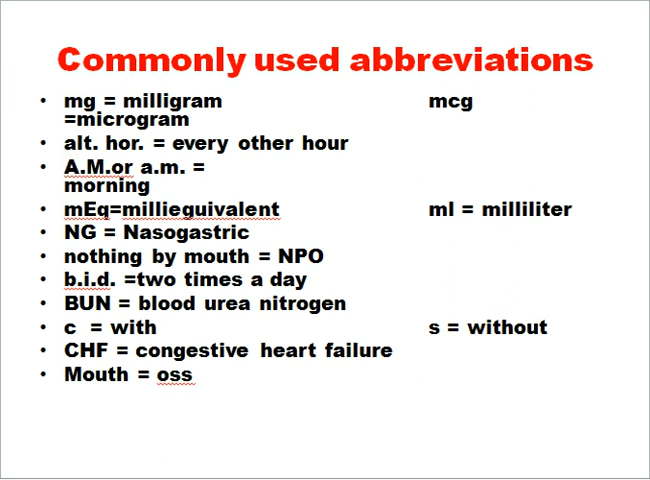 Commonly used abbreviations
• mg = milligram mcg
=microgram
• alt. hor. = every other hour
• A.M.or a.m. =
morning
• mEq=millieguivalent ml = milliliter
• NG = Nasogastric
• nothing by mouth = NPO
• b.i.d. =two times a day
• BUN = blood urea nitrogen
• c = with s = without
• CHF = congestive heart failure
• Mouth = oss